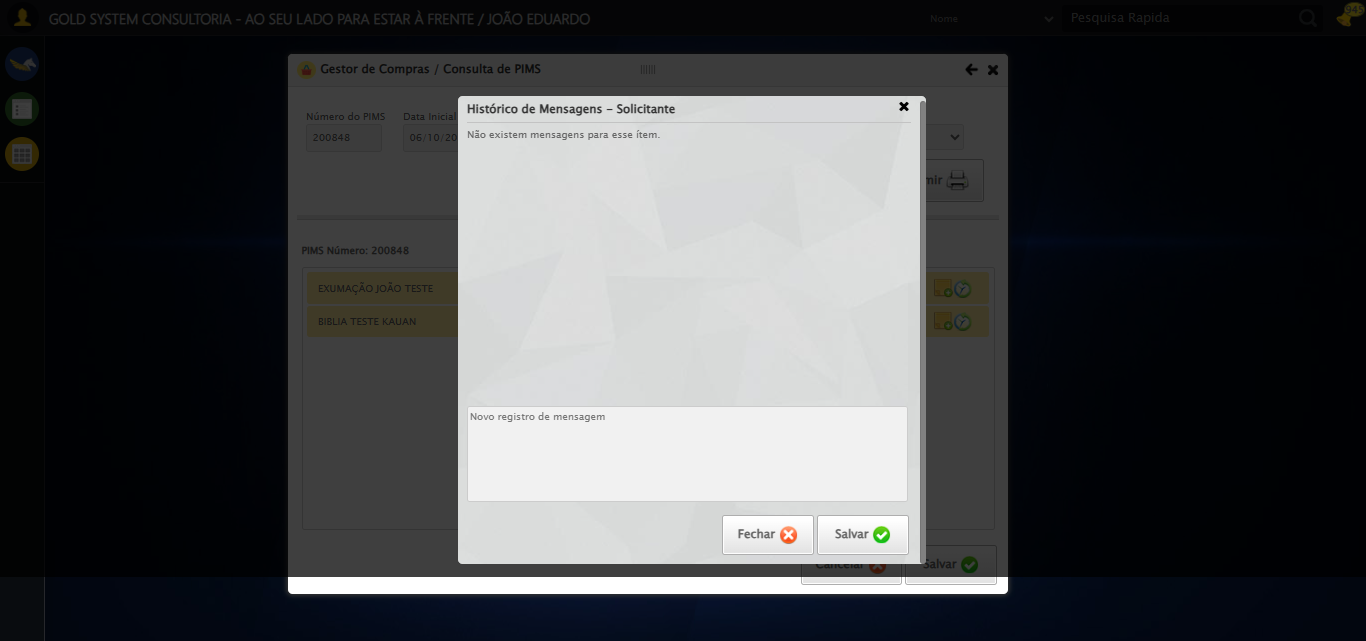 GOLD SYSTEM CONSULTORIA - AO SEU LADO PARA ESTAR À FRENTE / JOÃO EDUARDO
Nome
Pesquisa Rapida
Gestor de Compras / Consulta de PIMS
Histórico de Mensagens - Solicitante
Não existem mensagens para esse ítem.
Número do PIMS
Data Inicial
200848
06/10/20
mir
PIMS Número: 200848
EXUMAÇÃO JOÃO TESTE
BIBLIA TESTE KAUAN
Novo registro de mensagem
Fechar
Salvar
Cancelar
Salvar